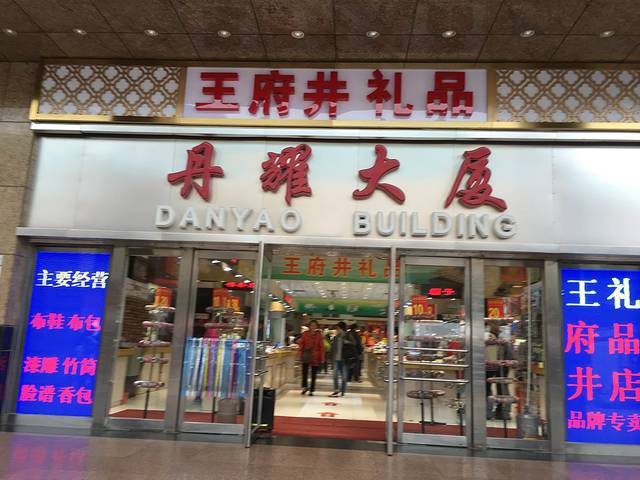 王府井礼品
丹耀大厦
DANYAO BUILDING
王府井礼品
主要经营
布鞋布包
漆雕竹筒
脸谱香包
10
20
王礼
府品
井店
品牌专卖